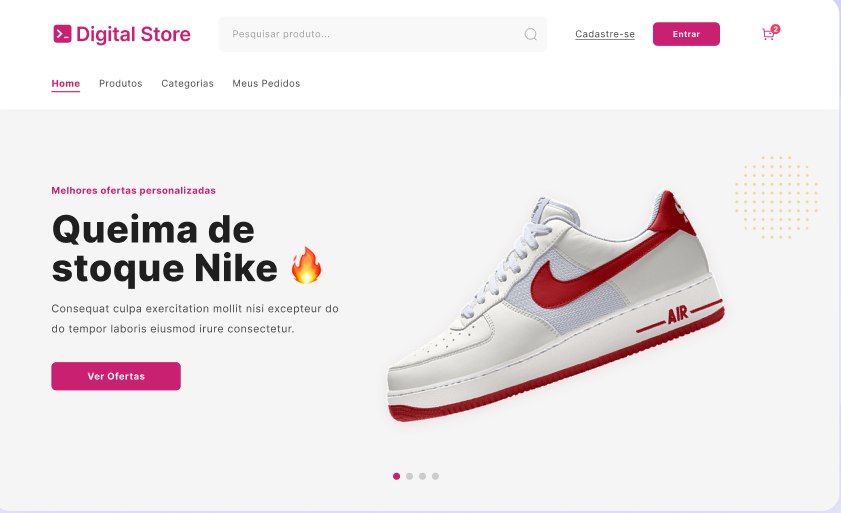 Digital Store
Pesquisar produto...
Cadastre-se
Entrar
2
Home
Produtos
Categorias
Meus Pedidos
Melhores ofertas personalizadas
Queima de
stoque Nike 🔥
Consequat culpa exercitation mollit nisi excepteur do
do tempor laboris eiusmod irure consectetur.
Ver Ofertas
AIR